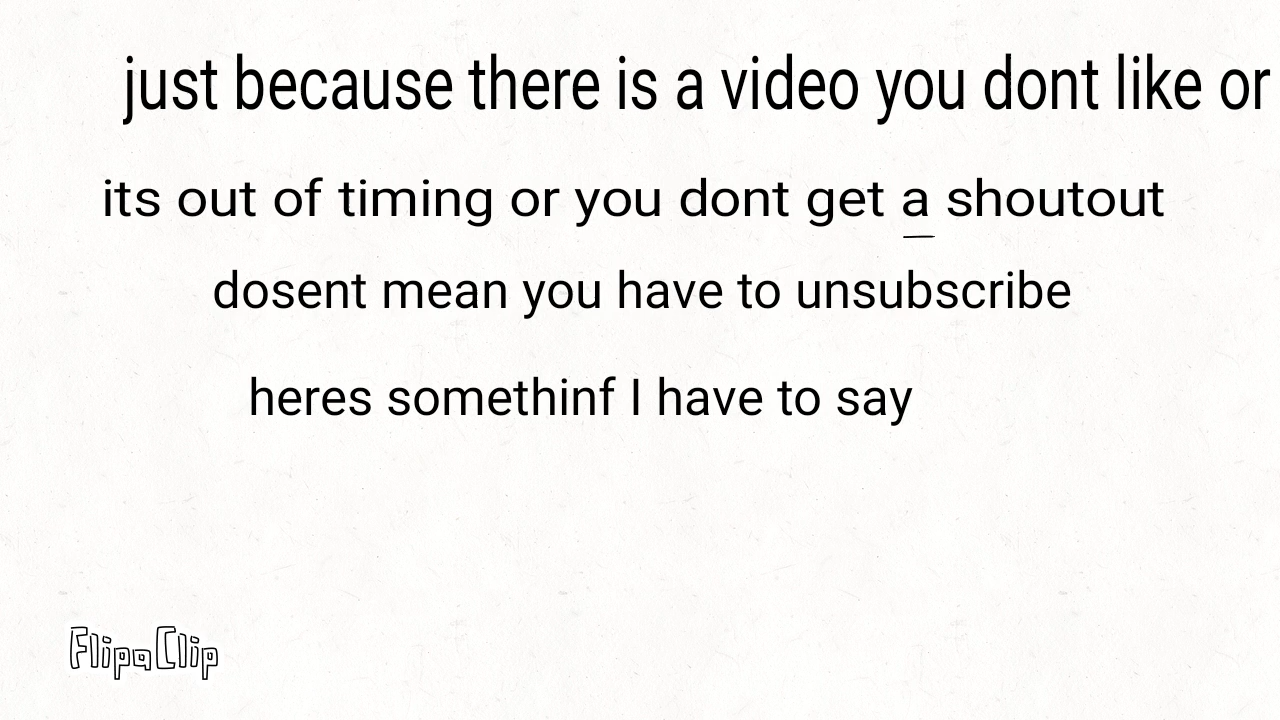 just because there is a video you dont like or
its out of timing or you dont get a shoutout
dosent mean you have to unsubscribe
heres somethinf I have to say
FlipaClip